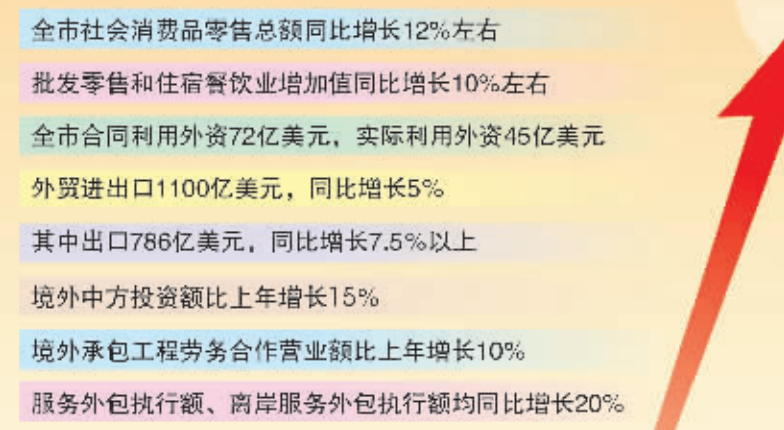 全市社会消费品零售总额同比增长12%左右
批发零售和住宿餐饮业增加值同比增长10%左右
全市合同利用外资72亿美元，实际利用外资45亿美元
外贸进出口1100亿美元，同比增长5%
其中出口786亿美元，同比增长7.5%以上
境外中方投资额比上年增长15%
境外承包工程劳务合作营业额比上年增长10%
服务外包执行额、离岸服务外包执行额均同比增长20%